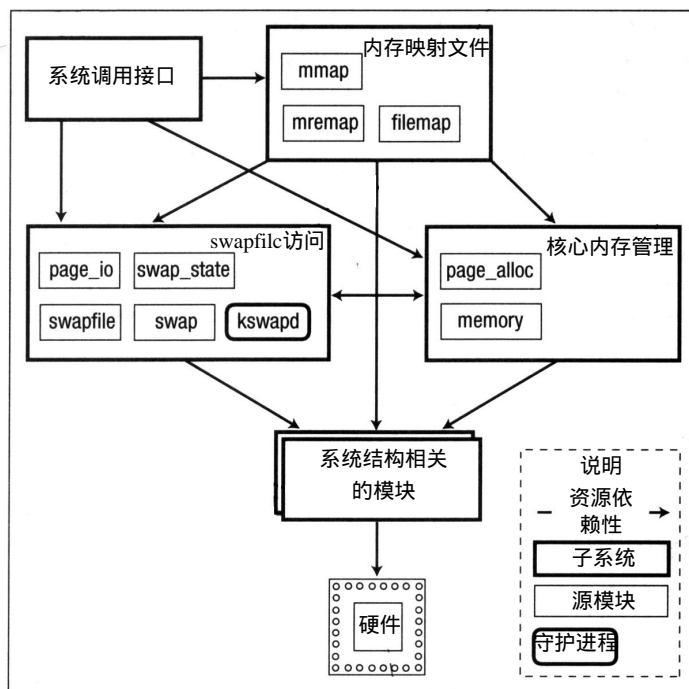 系统调用接口
内存映射文件
mmap
mremap
filemap
swapfilc访问
page_io
swap_state
swapfile
swap
kswapd
核心内存管理
page_alloc
memory
系统结构相关
的模块
硬件
说明
资源依
赖性
子系统
源模块
守护进程